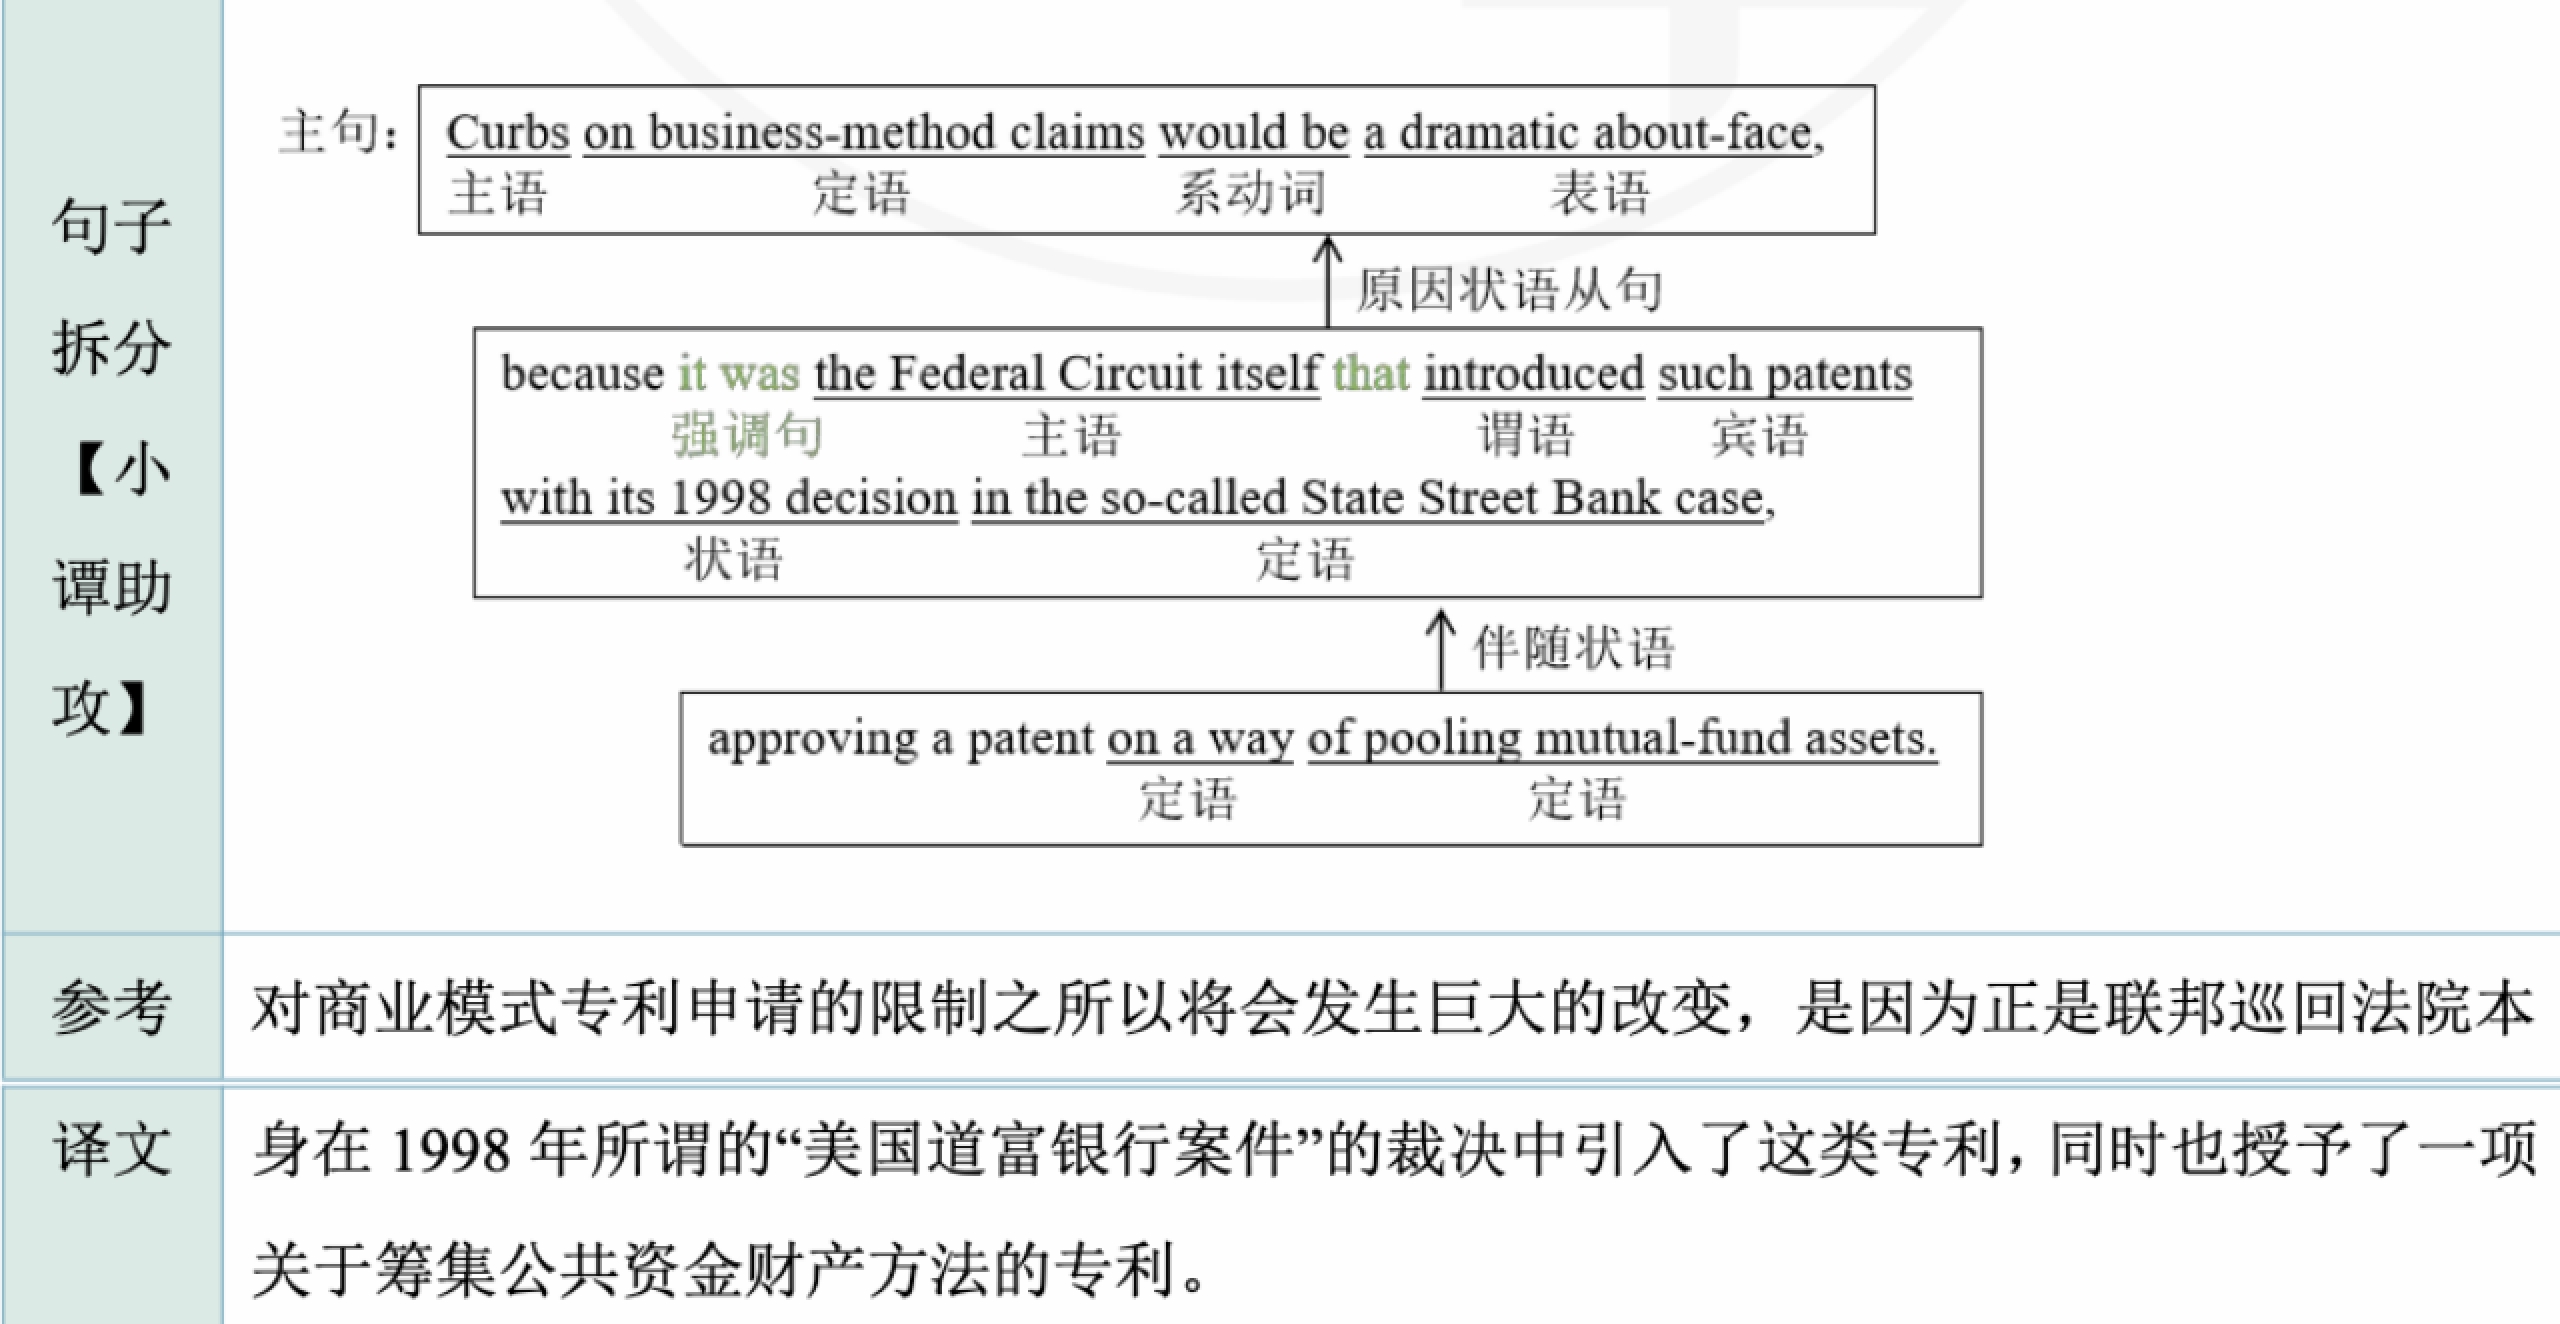 句子
拆分
【小
谭助
攻】
主句：
Curbs on business-method claims would be a dramatic about-face,
主语 定语 系动词 表语
原因状语从句
because it was the Federal Circuit itself that introduced such patents
强调句 主语 谓语 宾语
with its 1998 decision in the so-called State Street Bank case,
状语 定语
伴随状语
approving a patent on a way of pooling mutual-fund assets.
定语 定语
参考
对商业模式专利申请的限制之所以将会发生巨大的改变，是因为正是联邦巡回法院本
译文
身在 1998 年所谓的“美国道富银行案件”的裁决中引入了这类专利，同时也授予了一项
关于筹集公共资金财产方法的专利。